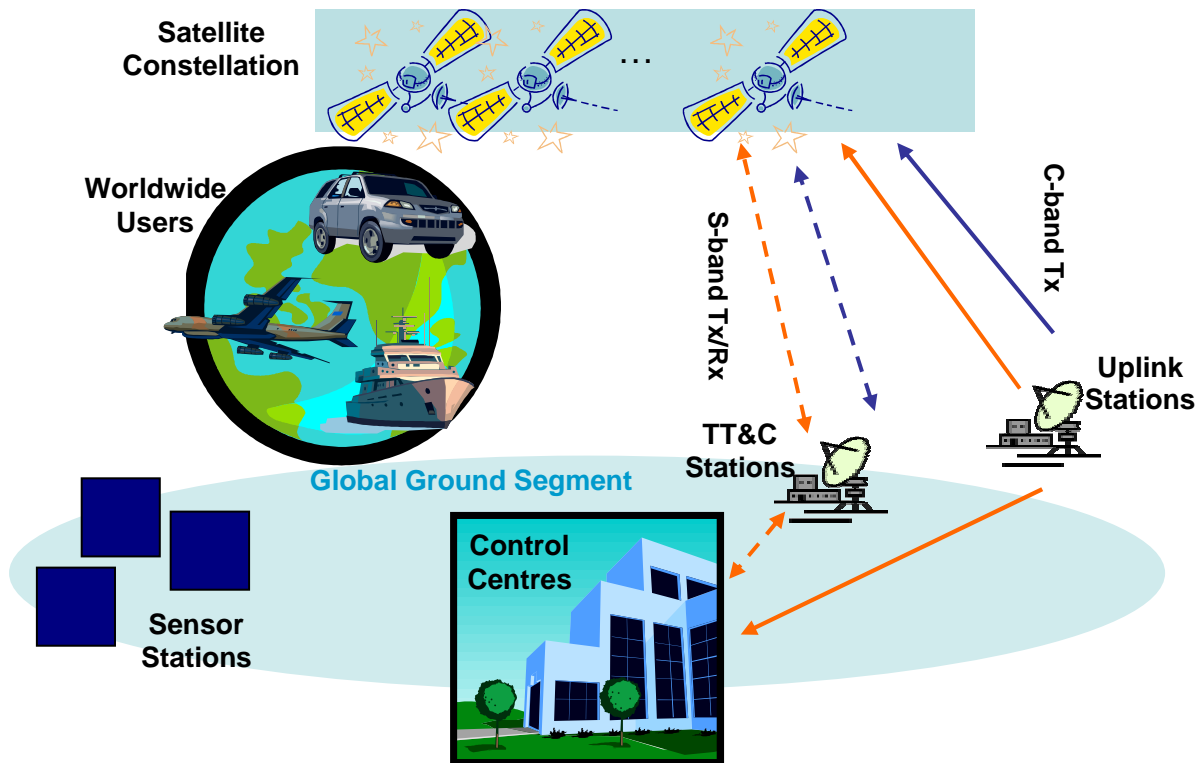 Satellite
Constellation
...
Worldwide
Users
S-band Tx/Rx
C-band Tx
Uplink
Stations
TT&C
Stations
Global Ground Segment
Control
Centres
Sensor
Stations